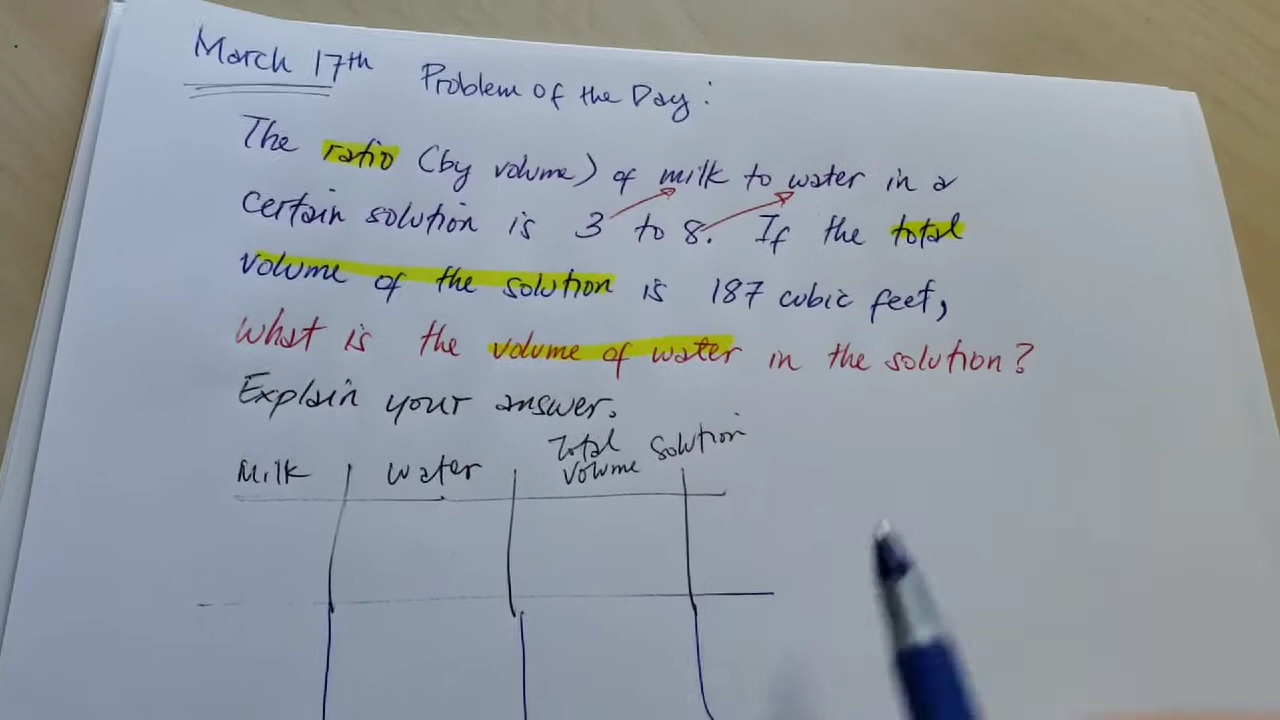 March 17th Problem of the Day:
The ratio (by volume) of milk to water in a
certain solution is 3 to 8. If the total
volume of the solution is 187 cubic feet,
what is the volume of water in the solution?
Explain your answer.
Milk Water Total Volume Solution